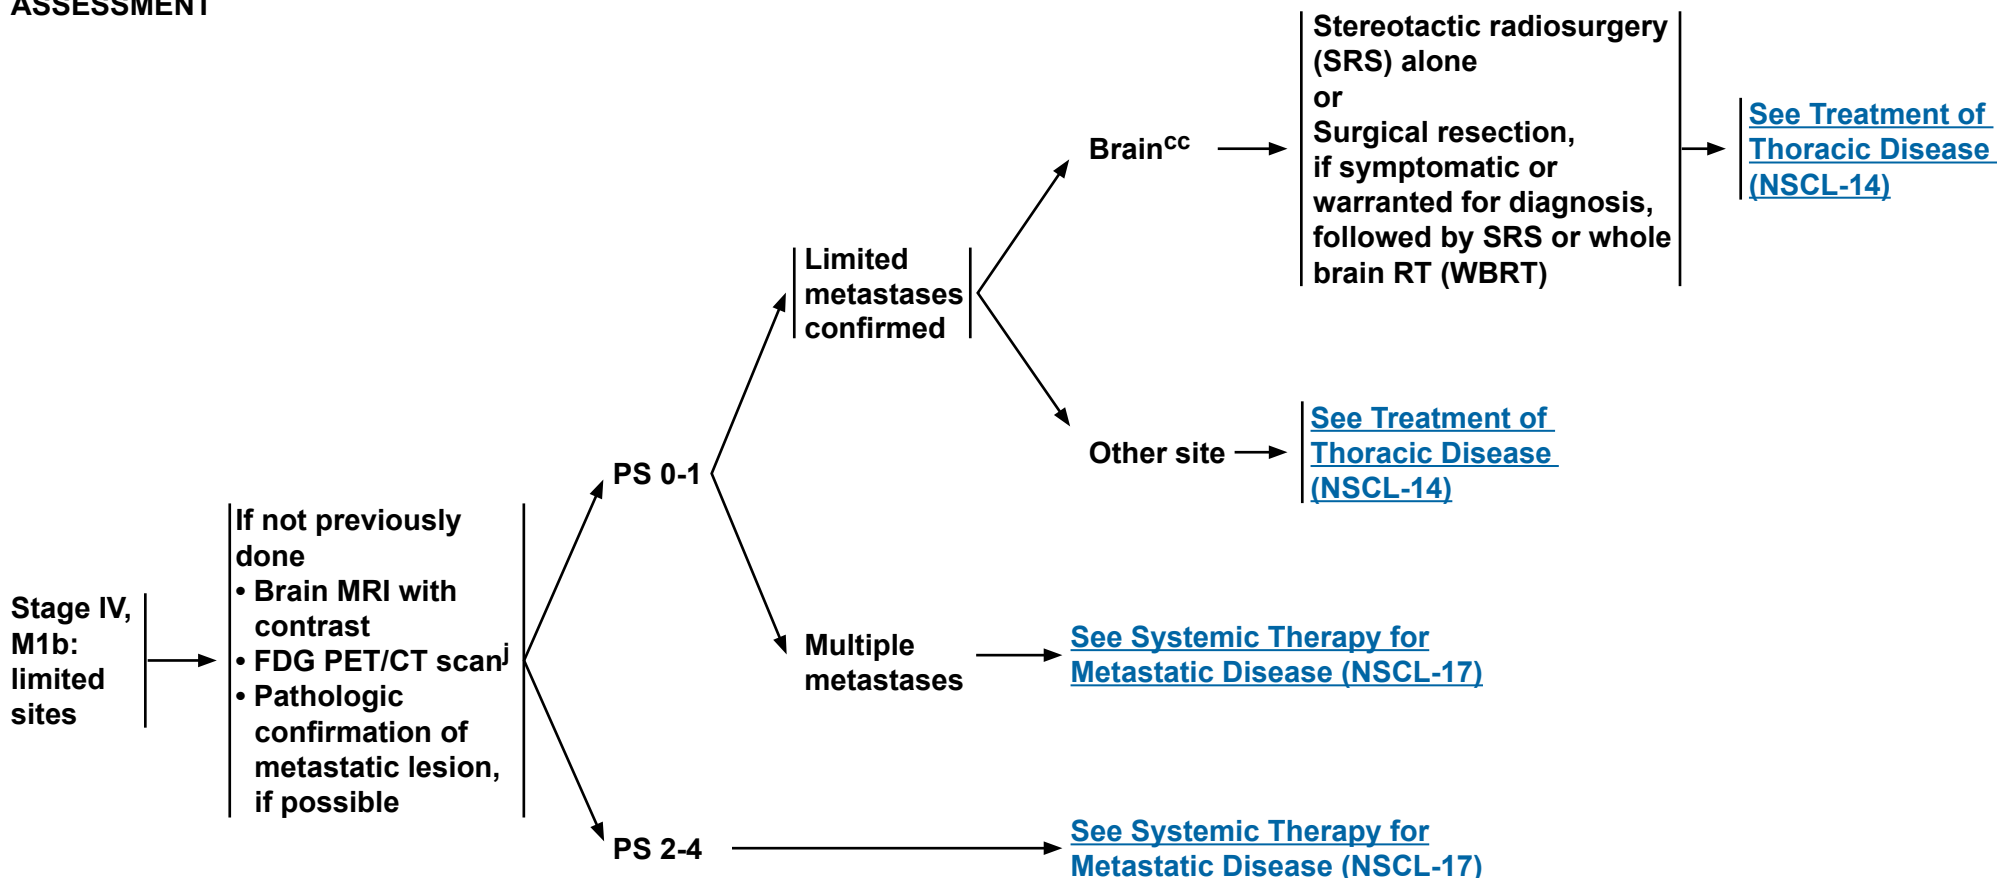 ASSESSMENT
Stage IV,
M1b:
limited
sites
If not previously
done
• Brain MRI with
contrast
• FDG PET/CT scanʲ
• Pathologic
confirmation of
metastatic lesion,
if possible
PS 0-1
Limited
metastases
confirmed
Brainᶜᶜ
Stereotactic radiosurgery
(SRS) alone
or
Surgical resection,
if symptomatic or
warranted for diagnosis,
followed by SRS or whole
brain RT (WBRT)
See Treatment of
Thoracic Disease
(NSCL-14)
Other site
See Treatment of
Thoracic Disease
(NSCL-14)
Multiple
metastases
See Systemic Therapy for
Metastatic Disease (NSCL-17)
PS 2-4
See Systemic Therapy for
Metastatic Disease (NSCL-17)